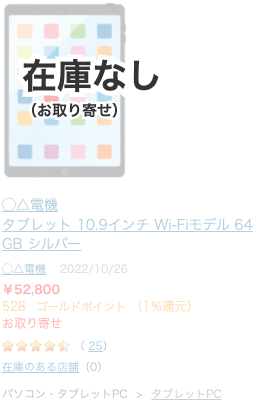 在庫なし
(お取り寄せ)
○△電機
タブレット 10.9インチ Wi-Fiモデル 64
GB シルバー
○△電機 2022/10/26
¥52,800
528 ゴールドポイント （1％還元）
お取り寄せ
( 25)
在庫のある店舗（0）
パソコン・タブレットPC > タブレットPC